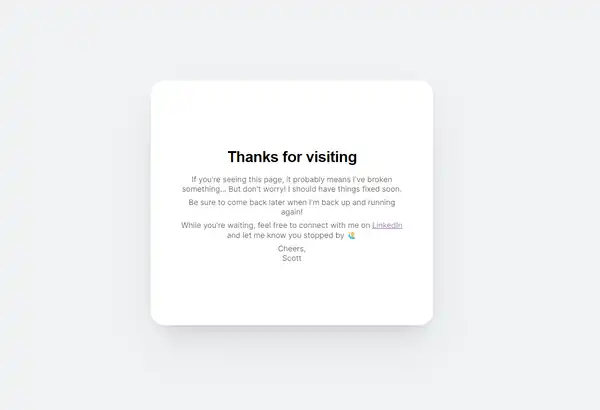 Thanks for visiting
If you're seeing this page, it probably means I've broken
something... But don't worry! I should have things fixed soon.
Be sure to come back later when I'm back up and running
again!
While you're waiting, feel free to connect with me on LinkedIn
and let me know you stopped by
Cheers,
Scott